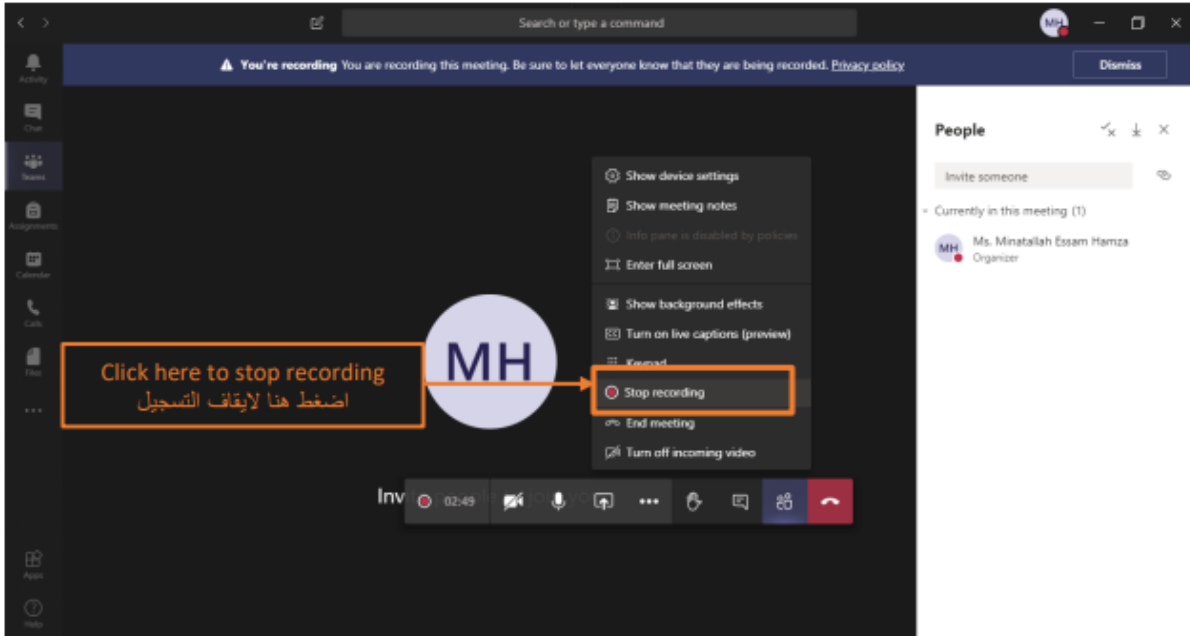 Search or type a command
MH
Activity
Chat
Teams
Assignments
Calendar
Calls
Files
Apps
Help
You're recording You are recording this meeting. Be sure to let everyone know that they are being recorded. Privacy policy
Dismiss
Show device settings
Show meeting notes
Info pane is disabled by policies
Enter full screen
Show background effects
Turn on live captions (preview)
Keypad
Stop recording
End meeting
Turn off incoming video
MH
Click here to stop recording
اضغط هنا لايقاف التسجيل
02:49
People
Invite someone
Currently in this meeting (1)
MH
Ms. Minatallah Essam Hamza
Organizer